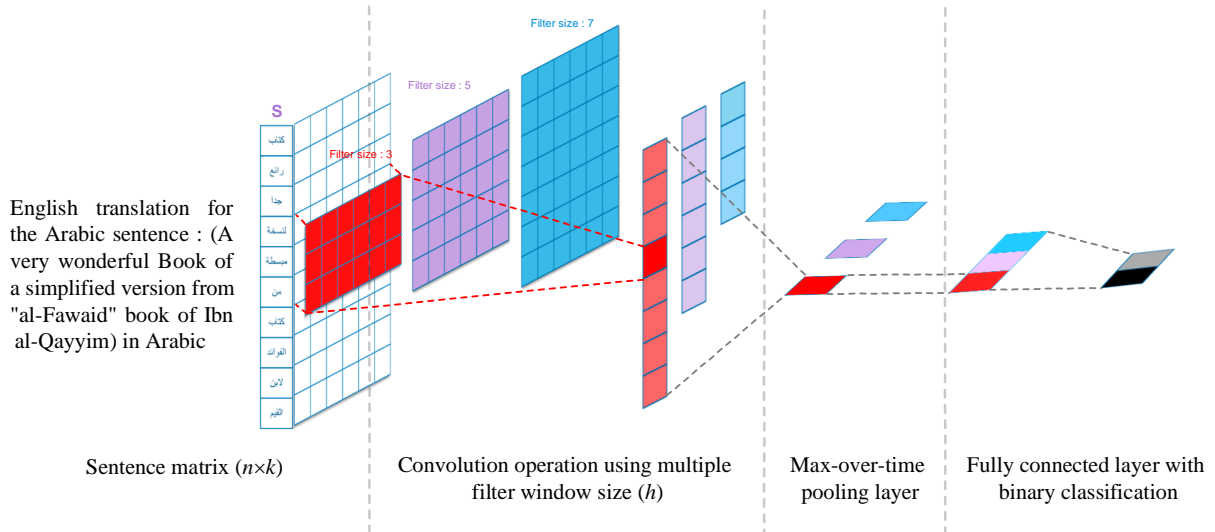 Filter size : 7
Filter size : 5
S
Filter size : 3
كتاب
رائع
جدا
لنسخة
مبسطة
من
كتاب
الفوائد
لابن
القيم
English translation for
the Arabic sentence : (A
very wonderful Book of
a simplified version from
"al-Fawaid" book of Ibn
al-Qayyim) in Arabic
Sentence matrix (n×k)
Convolution operation using multiple
filter window size (h)
Max-over-time
pooling layer
Fully connected layer with
binary classification